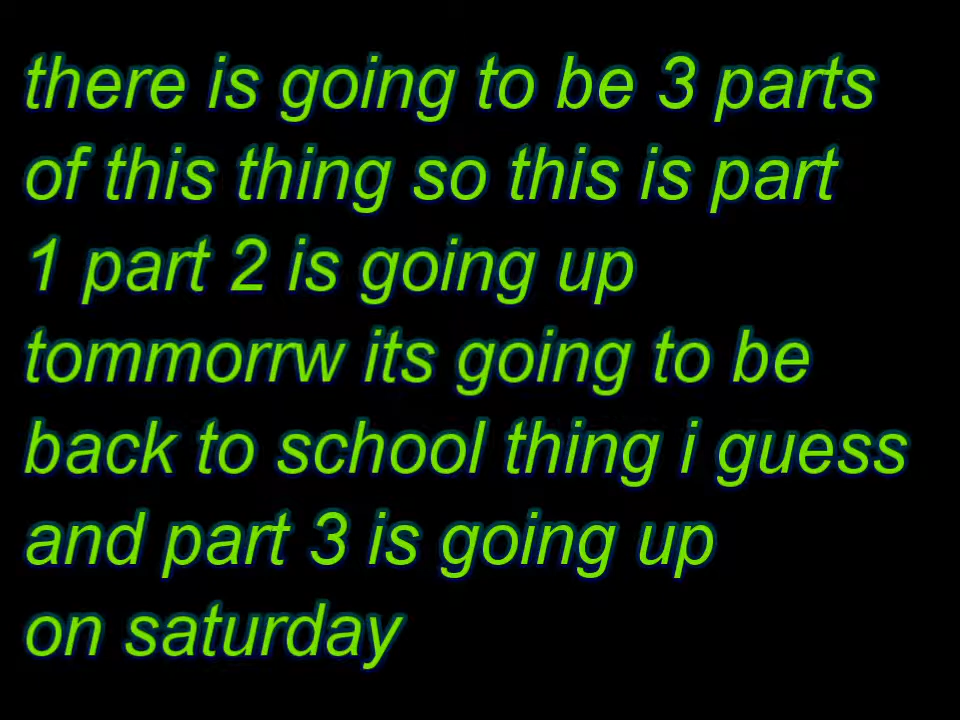 there is going to be 3 parts
of this thing so this is part
1 part 2 is going up
tommorrw its going to be
back to school thing i guess
and part 3 is going up
on saturday